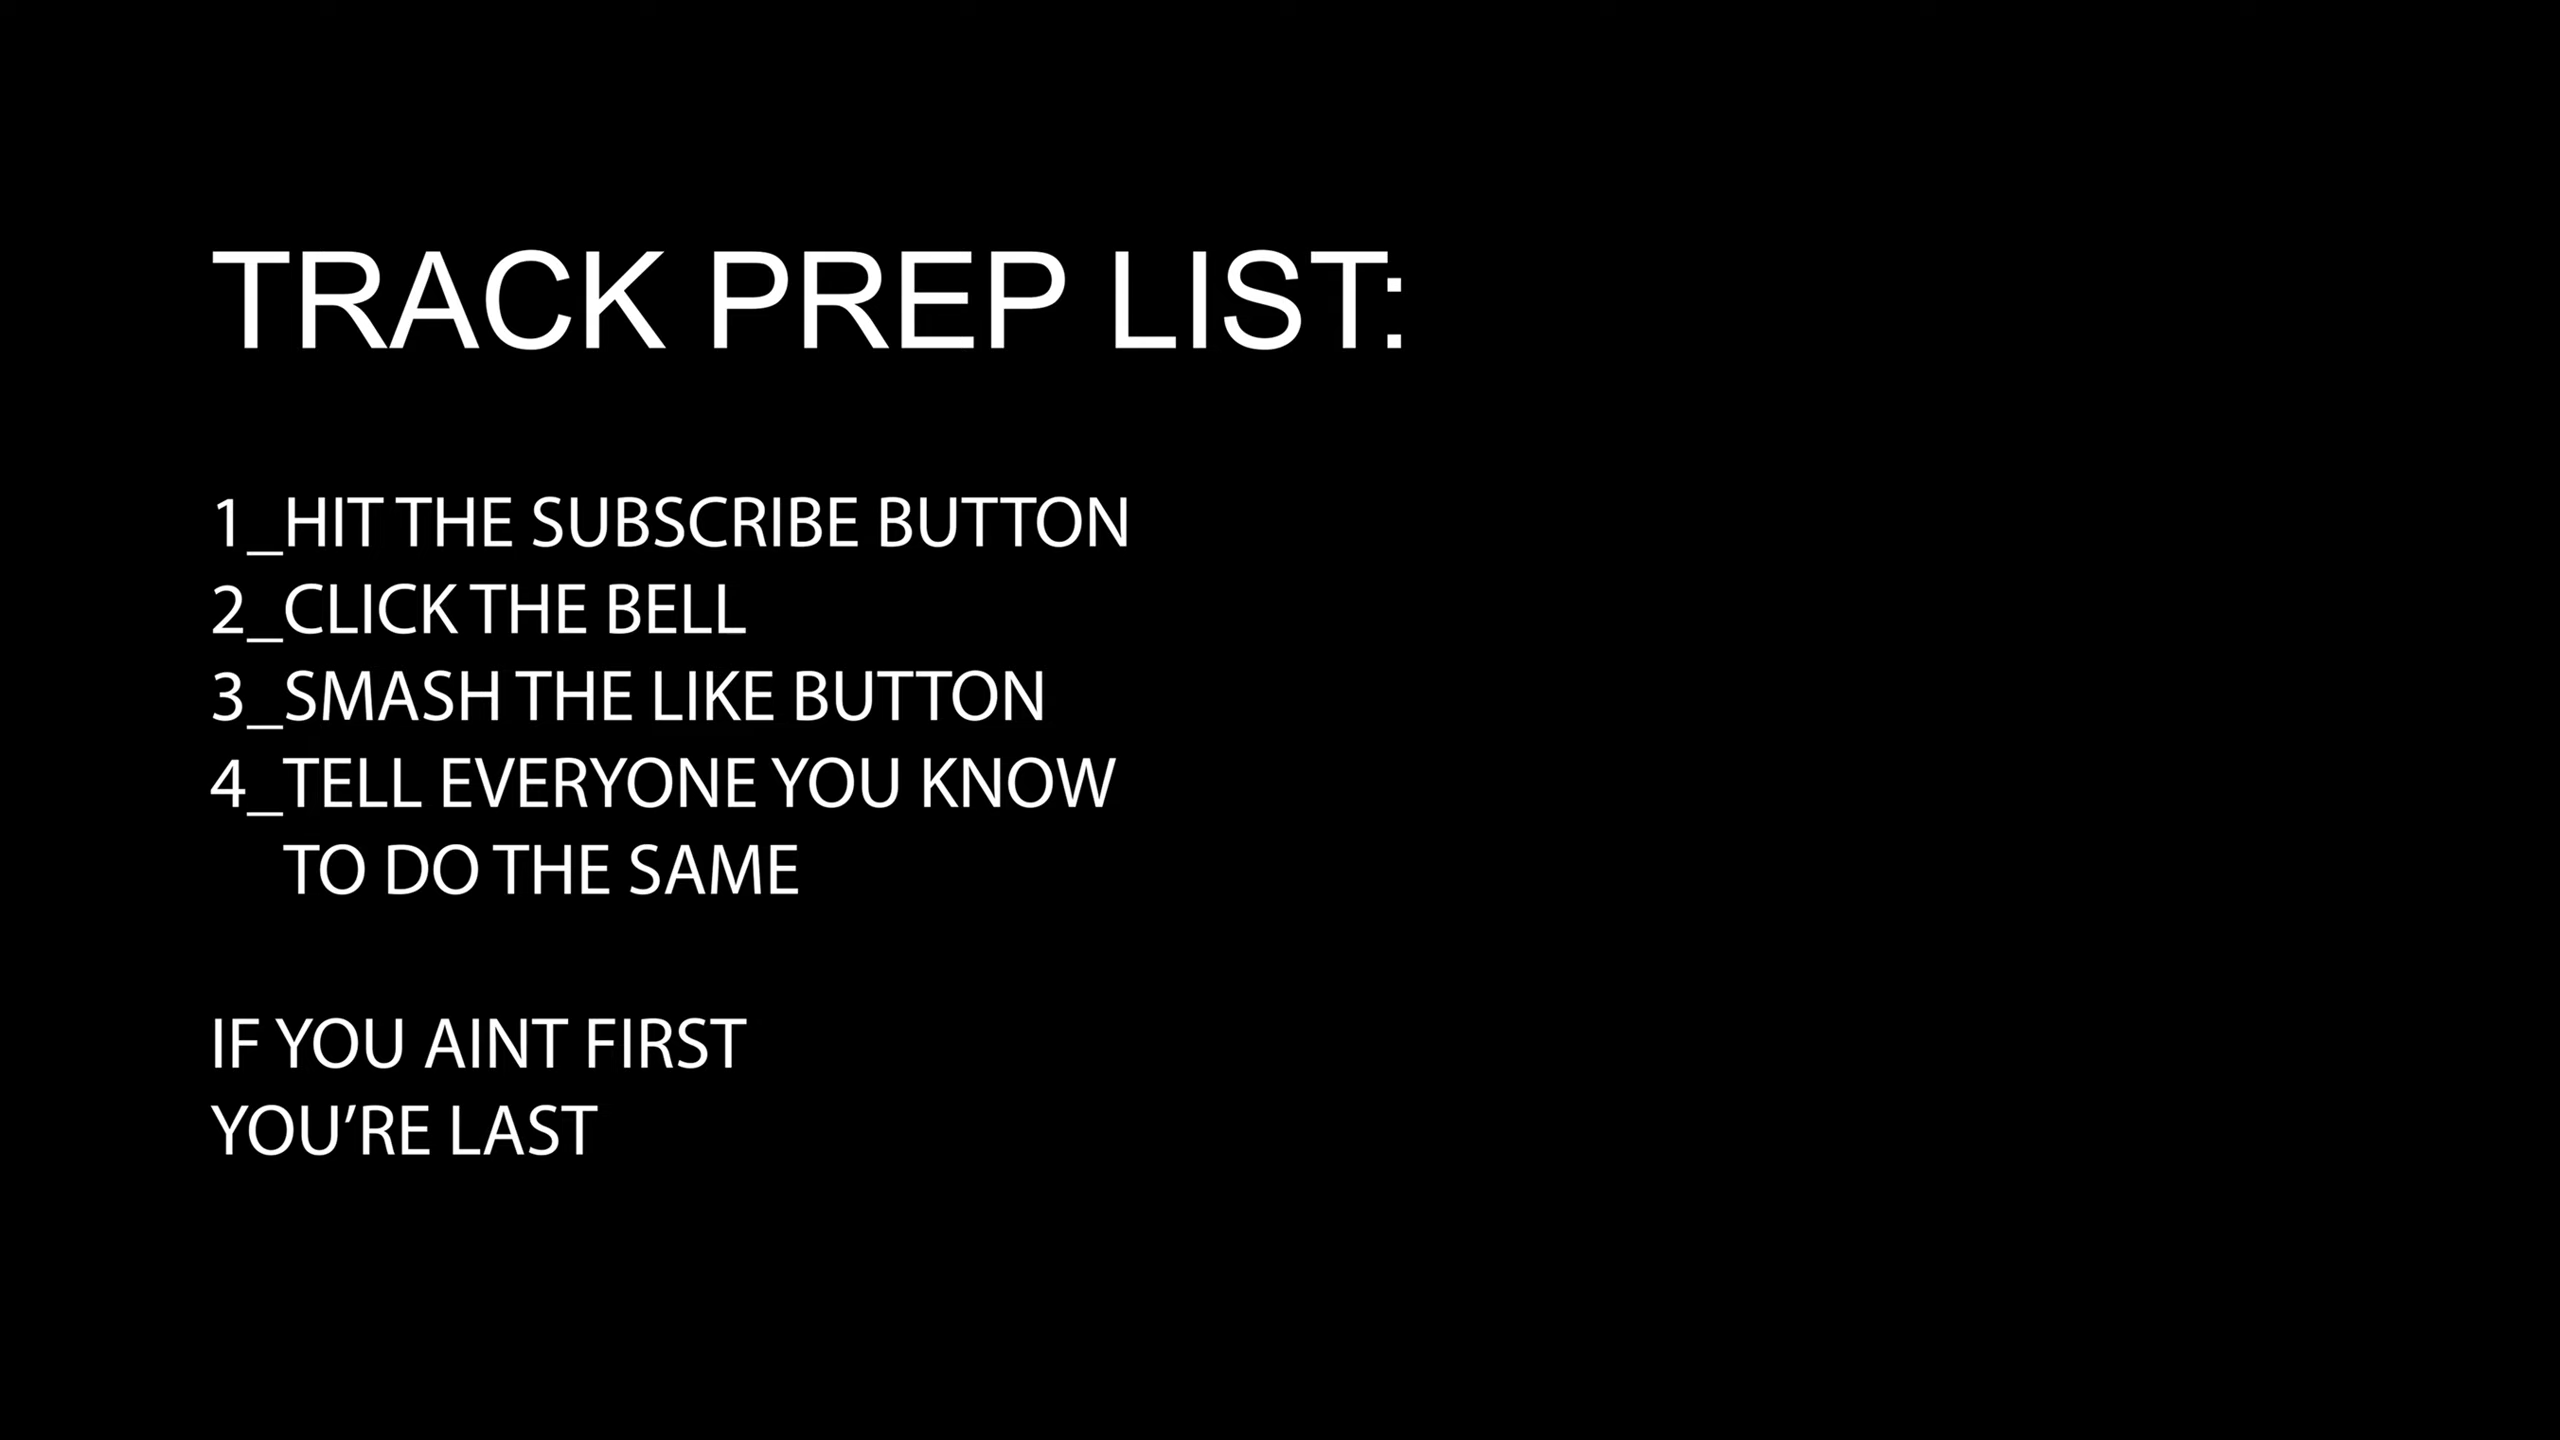 TRACK PREP LIST:
1_HIT THE SUBSCRIBE BUTTON
2_CLICK THE BELL
3_SMASH THE LIKE BUTTON
4_TELL EVERYONE YOU KNOW
TO DO THE SAME
IF YOU AINT FIRST
YOU’RE LAST